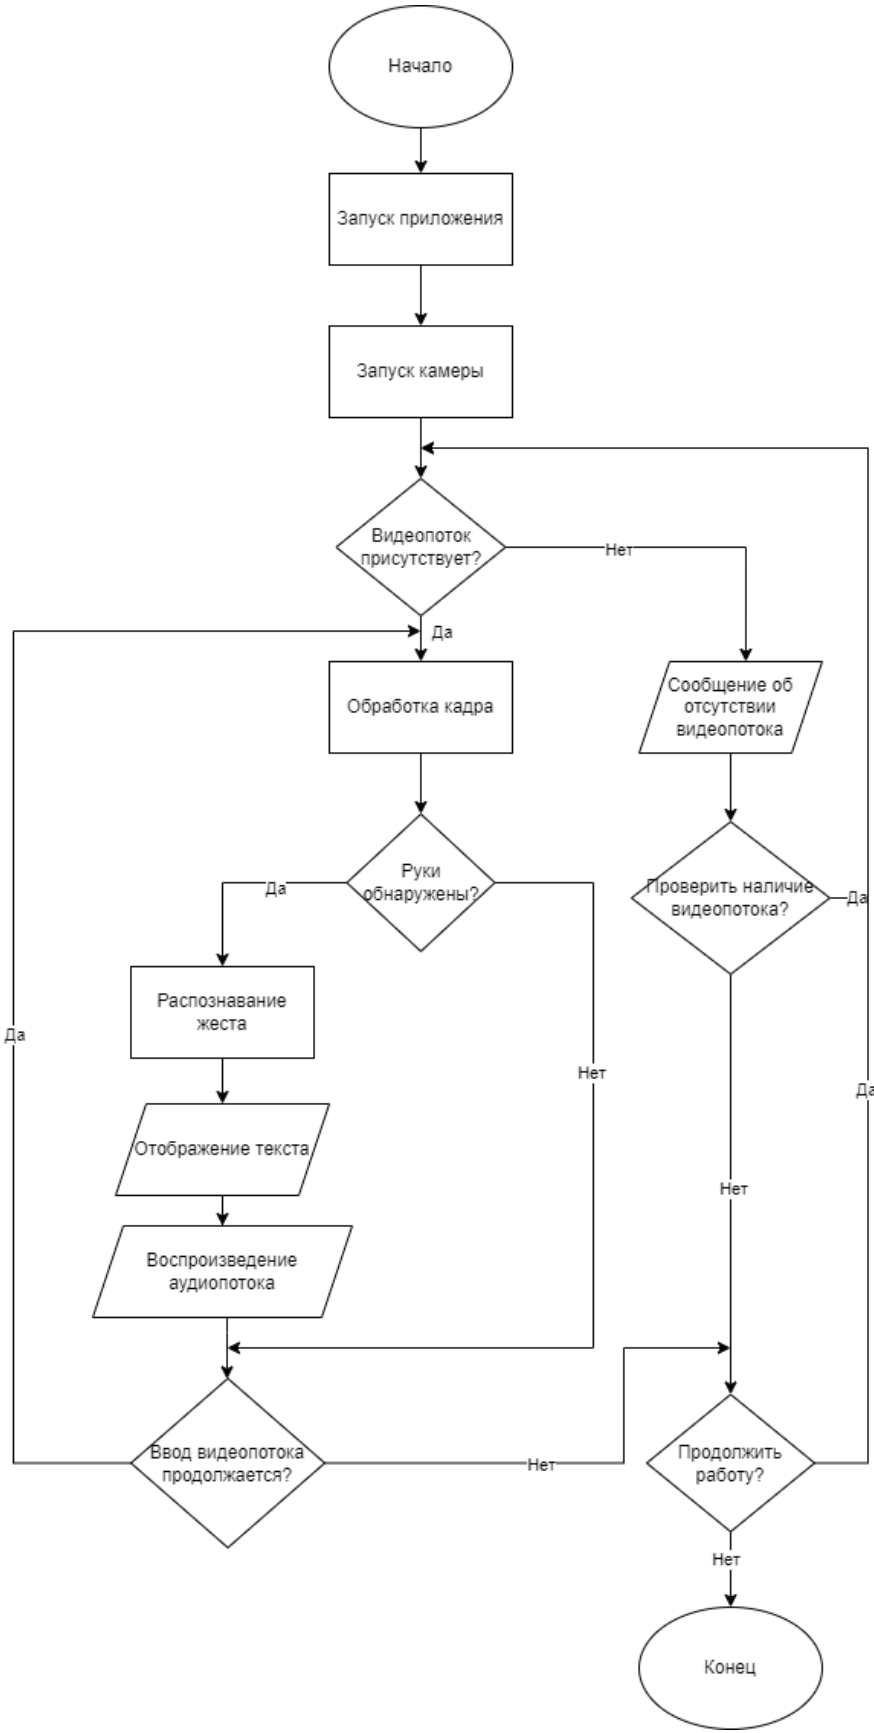 Начало
Запуск приложения
Запуск камеры
Видеопоток
присутствует?
Нет
Да
Сообщение об
отсутствии
видеопотока
Обработка кадра
Руки
обнаружены?
Да
Проверить наличие
видеопотока?
Да
Распознавание
жеста
Да
Нет
Да
Отображение текста
Нет
Воспроизведение
аудиопотока
Ввод видеопотока
продолжается?
Нет
Продолжить
работу?
Нет
Конец